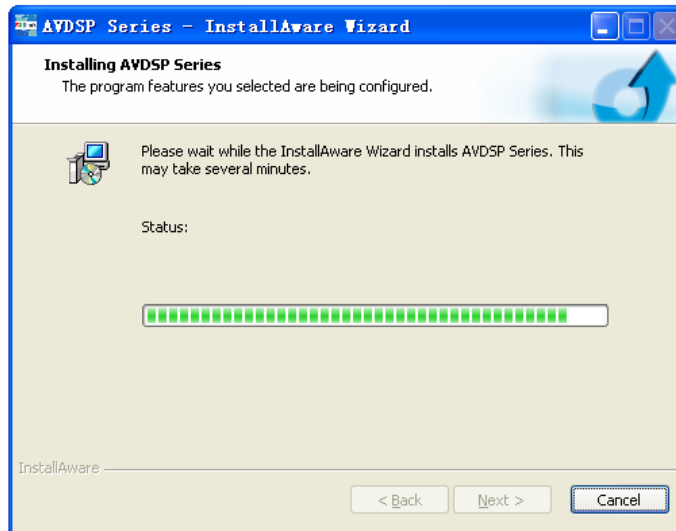 AVDSP Series - InstallAware Wizard
Installing AVDSP Series
The program features you selected are being configured.
Please wait while the InstallAware Wizard installs AVDSP Series. This
may take several minutes.
Status:
InstallAware
< Back
Next >
Cancel